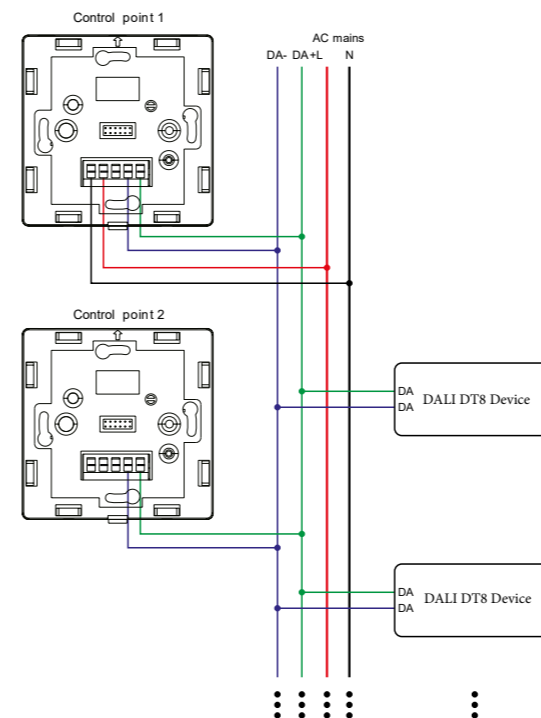 Control point 1
AC mains
DA- DA+L N
Control point 2
DA
DA
DALI DT8 Device
DA
DA
DALI DT8 Device